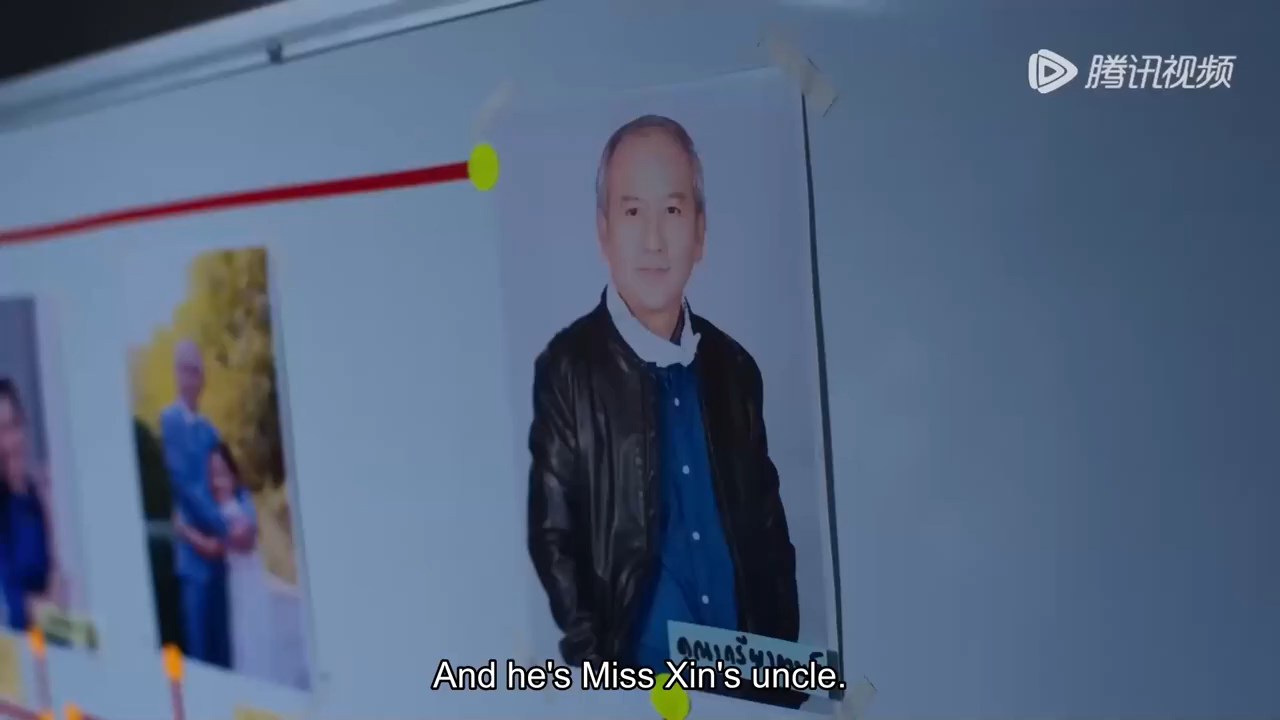 腾讯视频
And he's Miss Xin's uncle.